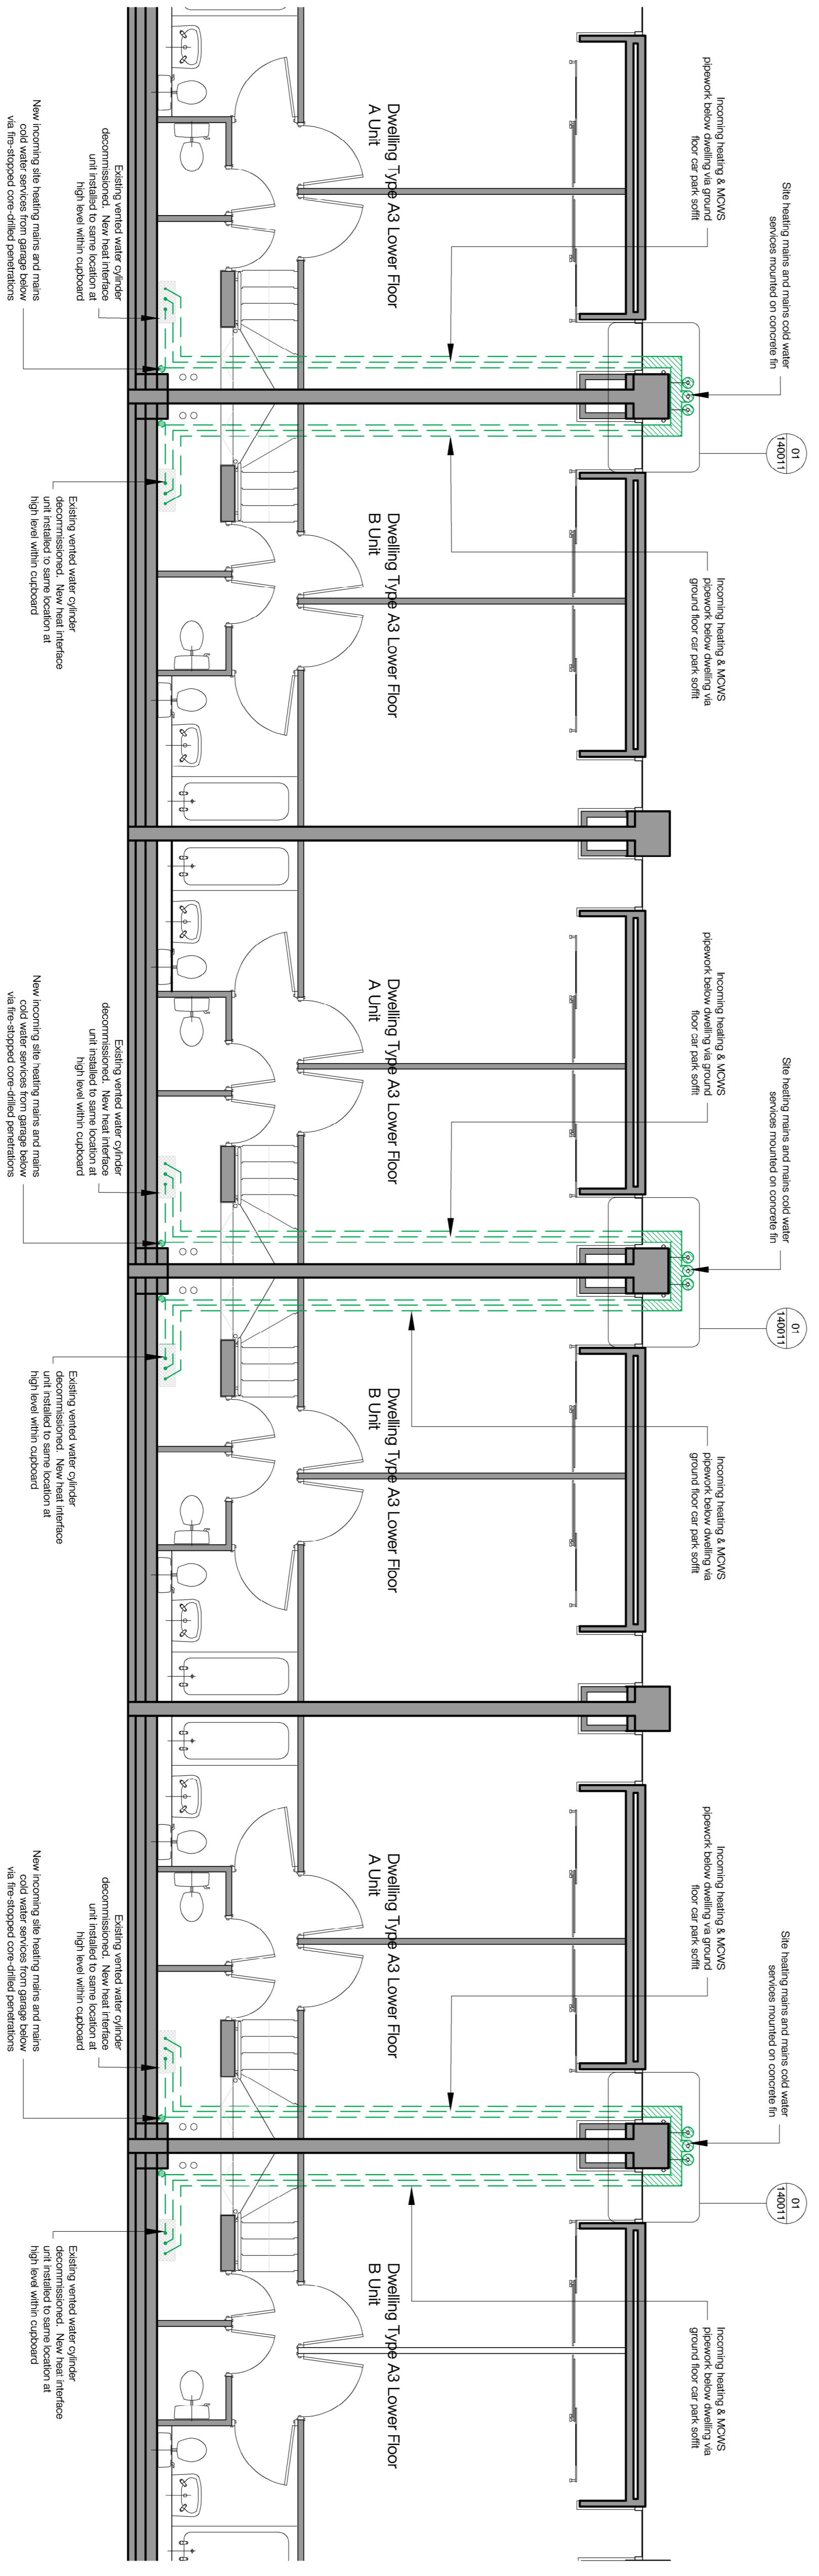 Incoming heating & MCWS
pipework below dwelling via ground
floor car park soffit
Site heating mains and mains cold water
services mounted on concrete fin
01
140011
Dwelling Type A3 Lower Floor
A Unit
Existing vented water cylinder
decommissioned. New heat interface
unit installed to same location at
high level within cupboard
New incoming site heating mains and mains
cold water services from garage below
via fire-stopped core-drilled penetrations
Incoming heating & MCWS
pipework below dwelling via
ground floor car park soffit
Dwelling Type A3 Lower Floor
B Unit
Existing vented water cylinder
decommissioned. New heat interface
unit installed to same location at
high level within cupboard
Incoming heating & MCWS
pipework below dwelling via ground
floor car park soffit
Site heating mains and mains cold water
services mounted on concrete fin
01
140011
Dwelling Type A3 Lower Floor
A Unit
Existing vented water cylinder
decommissioned. New heat interface
unit installed to same location at
high level within cupboard
New incoming site heating mains and mains
cold water services from garage below
via fire-stopped core-drilled penetrations
Incoming heating & MCWS
pipework below dwelling via
ground floor car park soffit
Dwelling Type A3 Lower Floor
B Unit
Existing vented water cylinder
decommissioned. New heat interface
unit installed to same location at
high level within cupboard
Incoming heating & MCWS
pipework below dwelling via ground
floor car park soffit
Site heating mains and mains cold water
services mounted on concrete fin
01
140011
Dwelling Type A3 Lower Floor
A Unit
Existing vented water cylinder
decommissioned. New heat interface
unit installed to same location at
high level within cupboard
New incoming site heating mains and mains
cold water services from garage below
via fire-stopped core-drilled penetrations
Incoming heating & MCWS
pipework below dwelling via
ground floor car park soffit
Dwelling Type A3 Lower Floor
B Unit
Existing vented water cylinder
decommissioned. New heat interface
unit installed to same location at
high level within cupboard